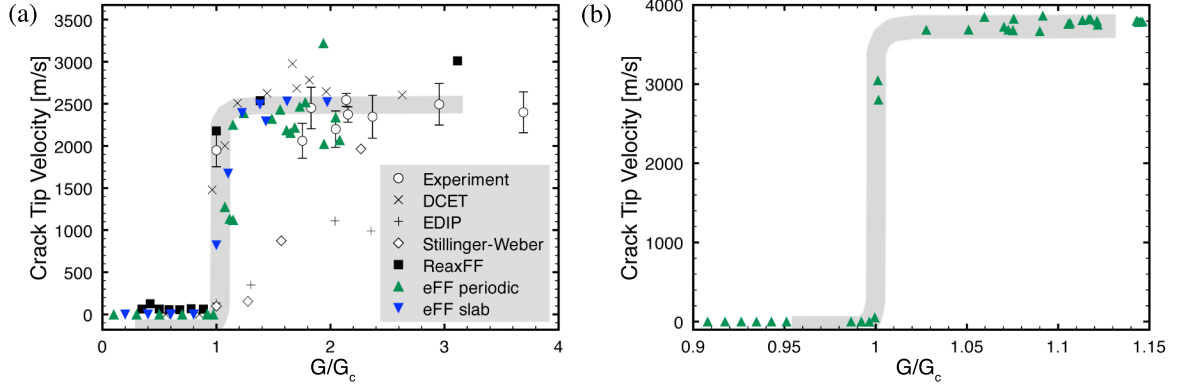 (a)
Crack Tip Velocity [m/s]
3500
3000
2500
2000
1500
1000
500
0
0
1
2
3
4
G/Gc
Experiment
DCET
EDIP
Stillinger-Weber
ReaxFF
eFF periodic
eFF slab
(b)
Crack Tip Velocity [m/s]
4000
3000
2000
1000
0
0.9
0.95
1
1.05
1.1
1.15
G/Gc